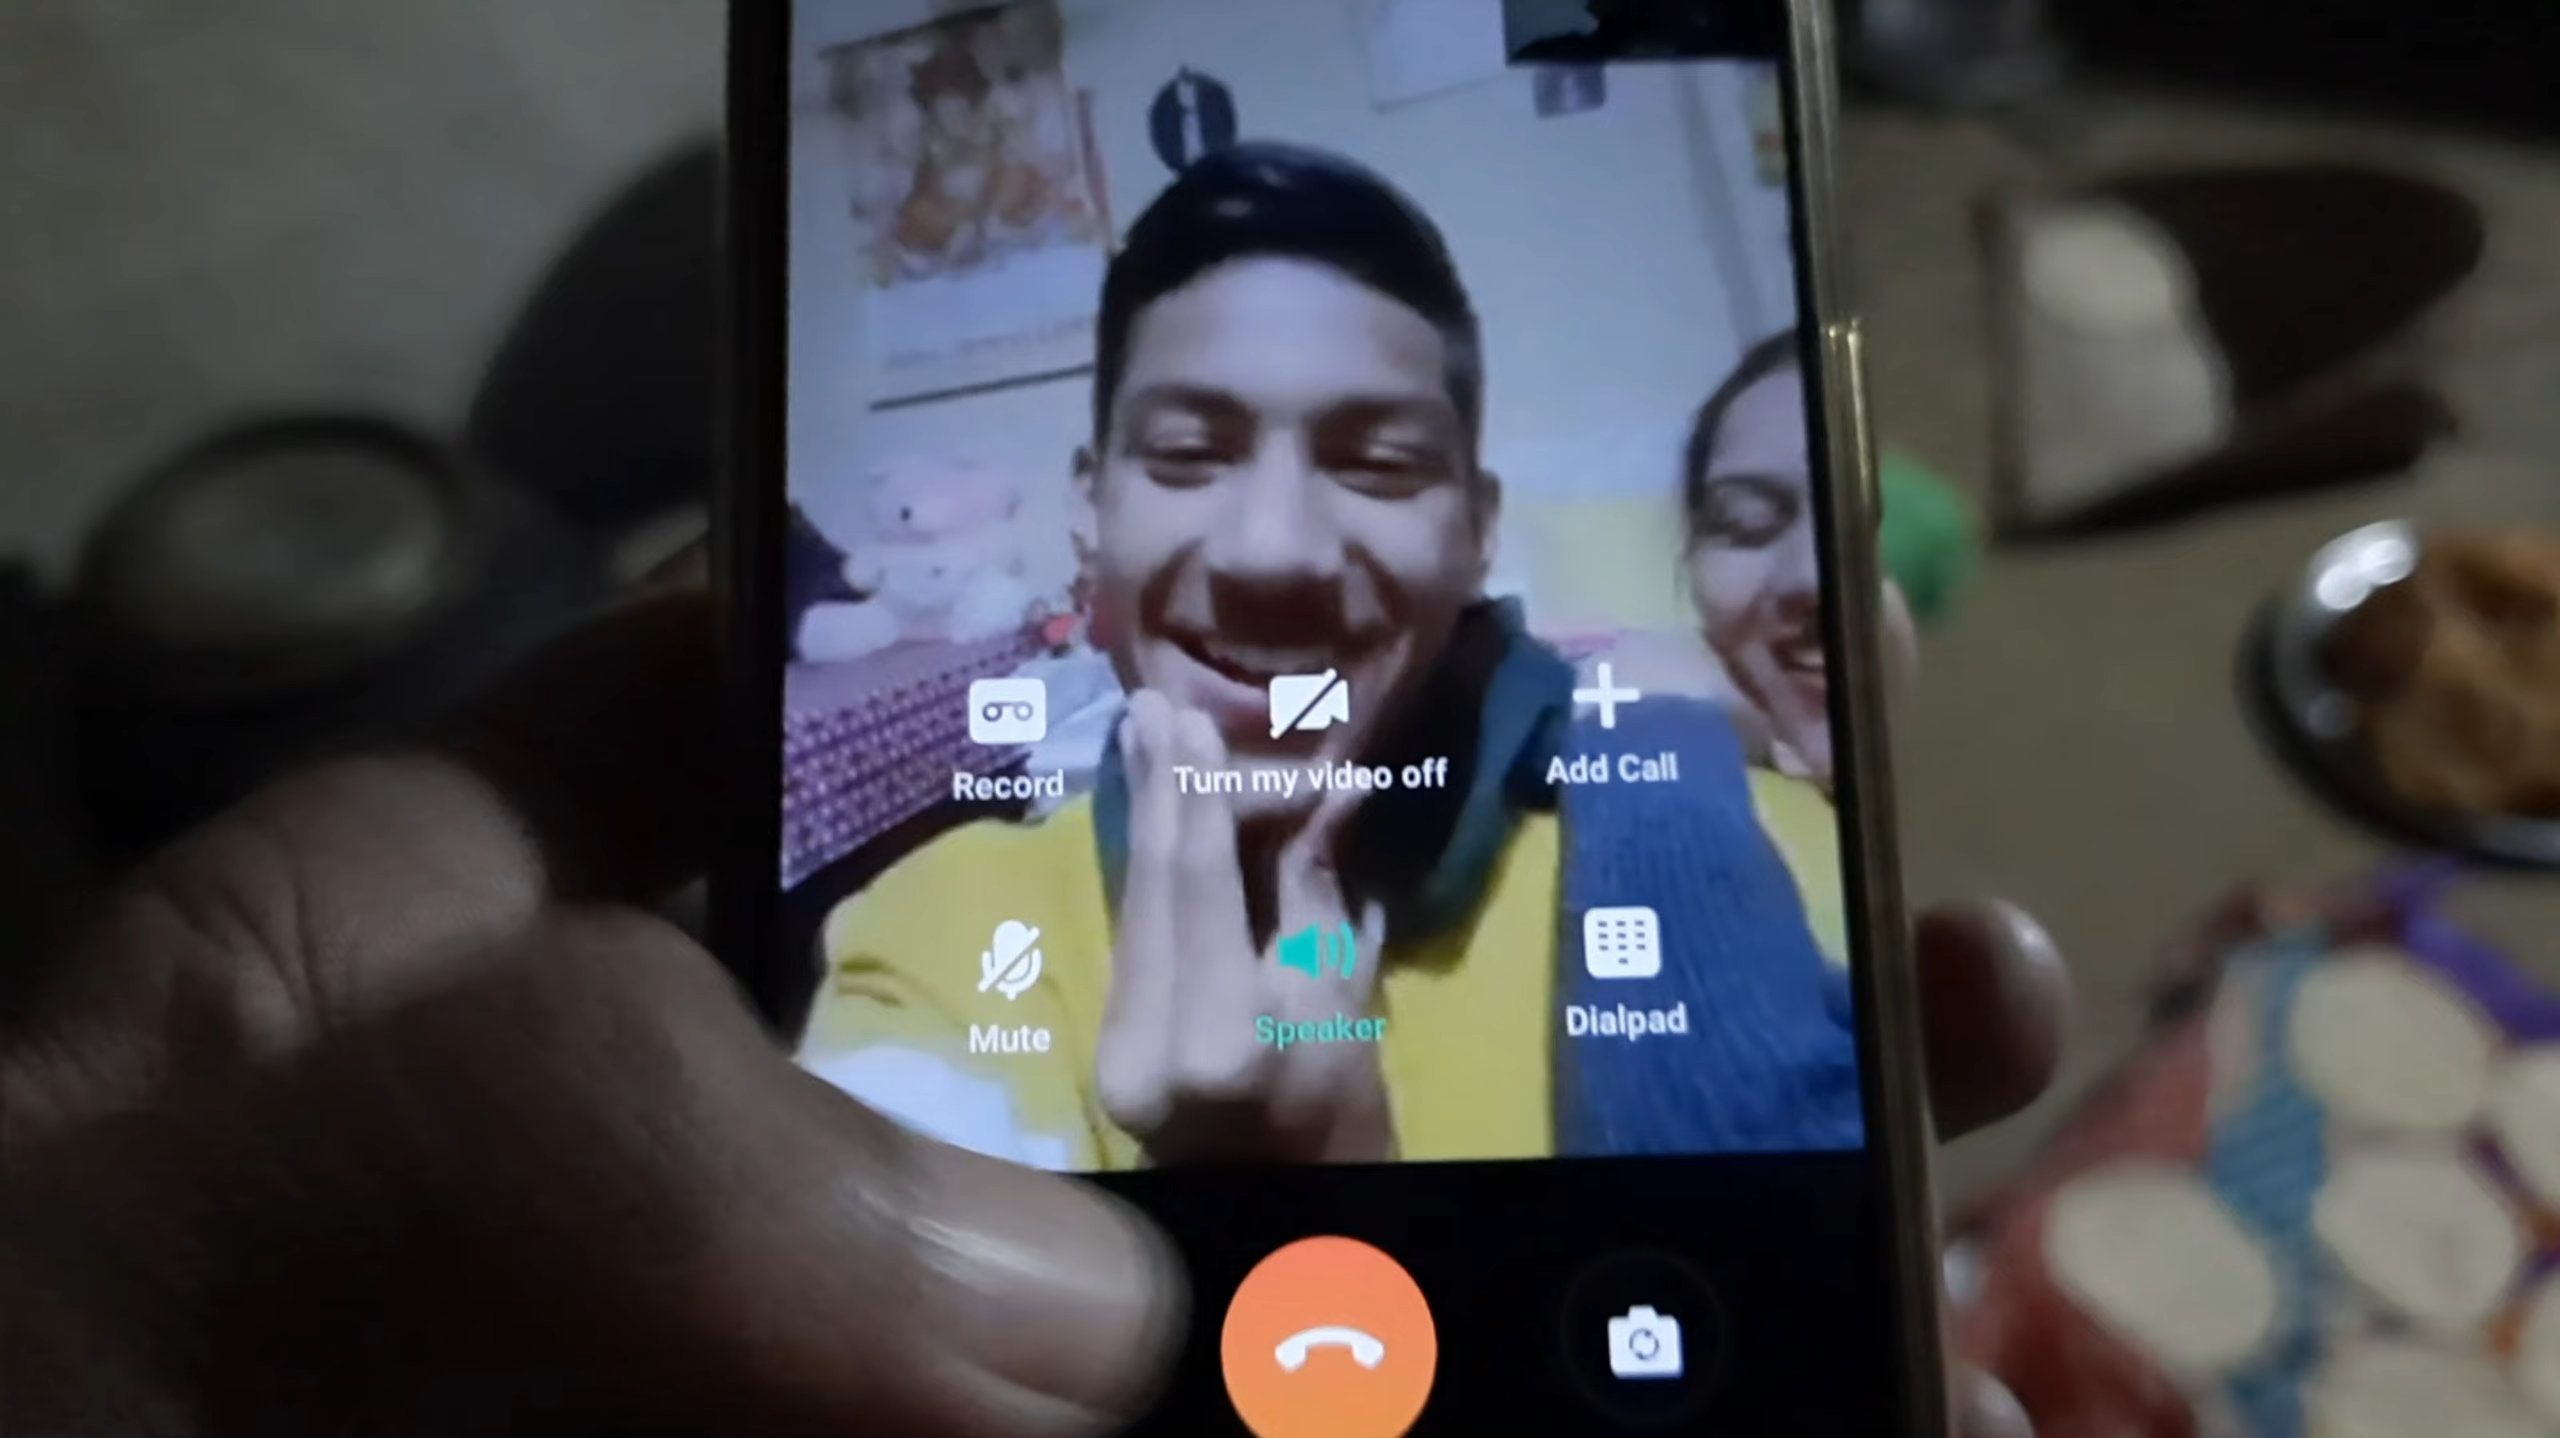 Record
Turn my video off
Add Call
Mute
Speaker
Dialpad